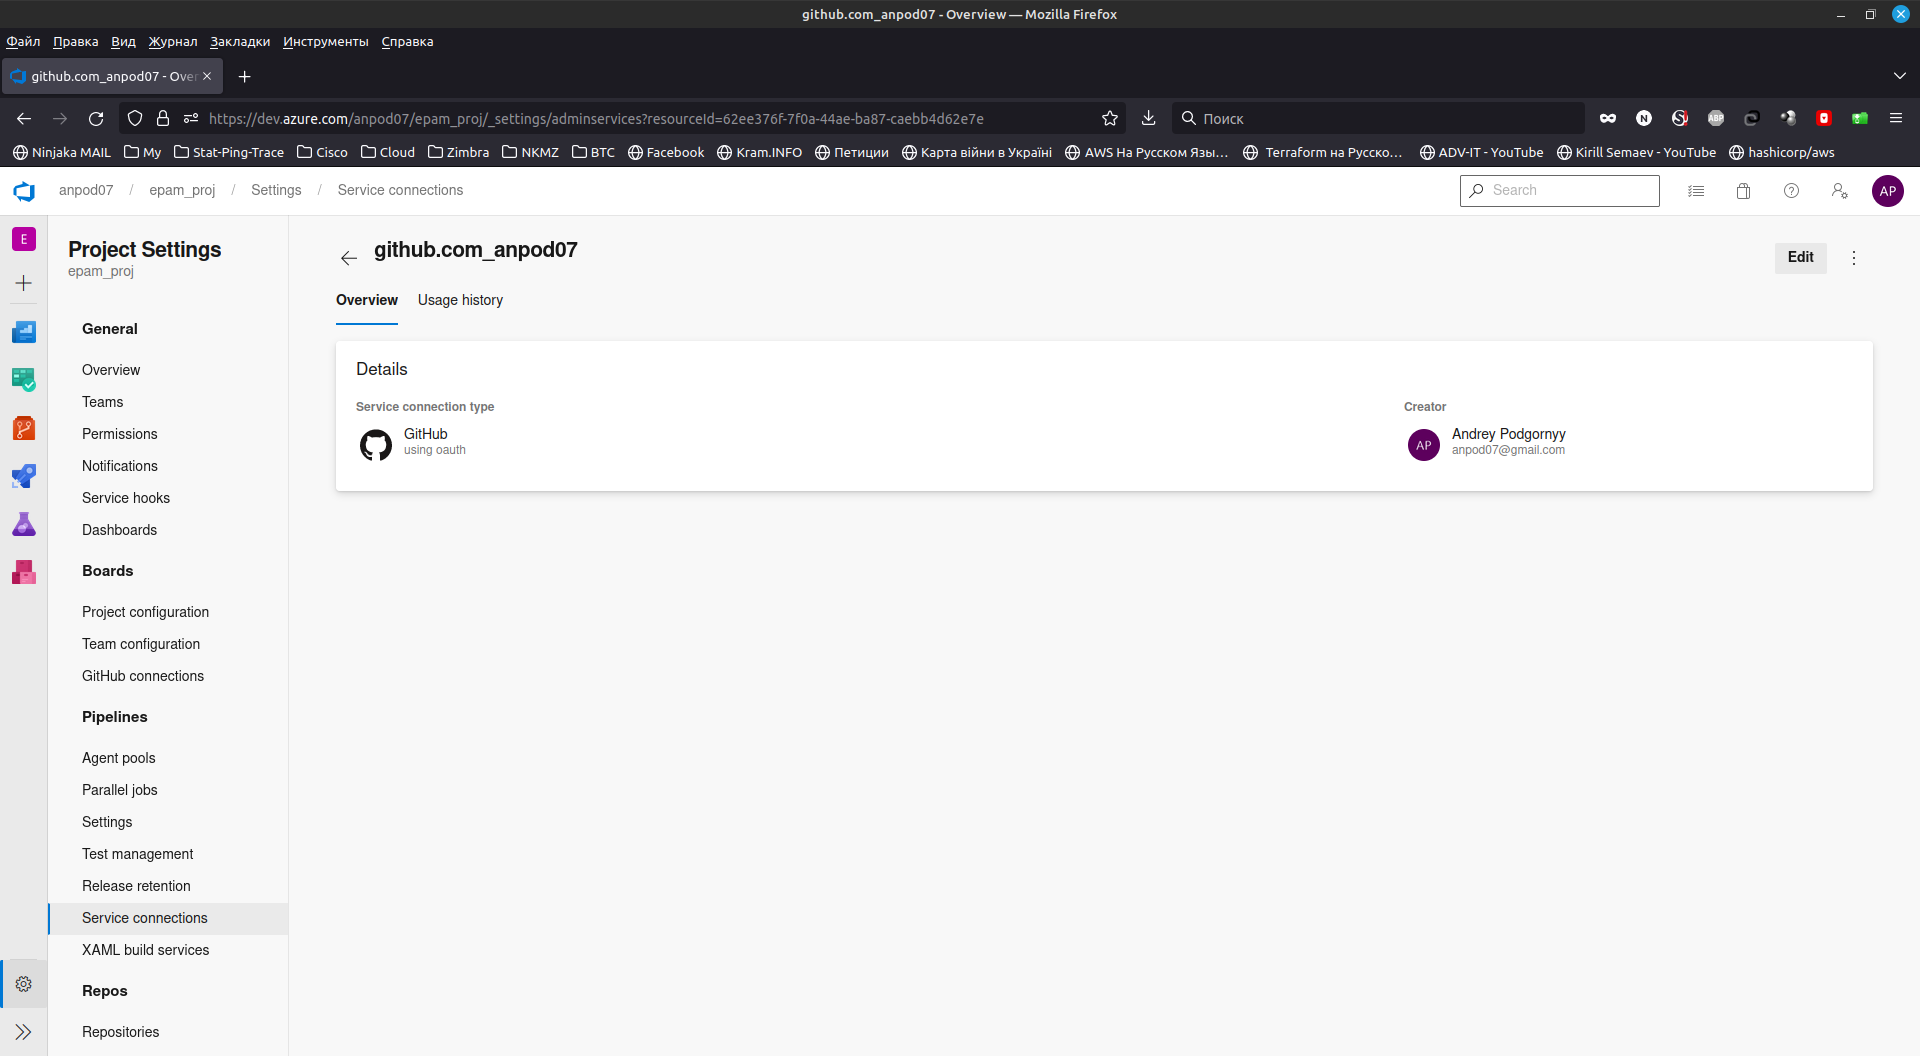 github.com_anpod07 - Overview — Mozilla Firefox
Файл Правка Вид Журнал Закладки Инструменты Справка
github.com_anpod07 - Over
https://dev.azure.com/anpod07/epam_proj/_settings/adminservices?resourceId=62ee376f-7f0a-44ae-ba87-caebb4d62e7e
Поиск
N
ABP
Ninjaka MAIL My Stat-Ping-Trace Cisco Cloud Zimbra NKMZ BTC Facebook Kram.INFO Петиции Карта війни в Україні AWS На Русском Язы… Terraform на Русско… ADV-IT - YouTube Kirill Semaev - YouTube hashicorp/aws
anpod07 / epam_proj / Settings / Service connections
Search
AP
E
Project Settings
epam_proj
General
Overview
Teams
Permissions
Notifications
Service hooks
Dashboards
Boards
Project configuration
Team configuration
GitHub connections
Pipelines
Agent pools
Parallel jobs
Settings
Test management
Release retention
Service connections
XAML build services
Repos
Repositories
github.com_anpod07
Edit
Overview Usage history
Details
Service connection type
GitHub
using oauth
Creator
AP
Andrey Podgornyy
anpod07@gmail.com